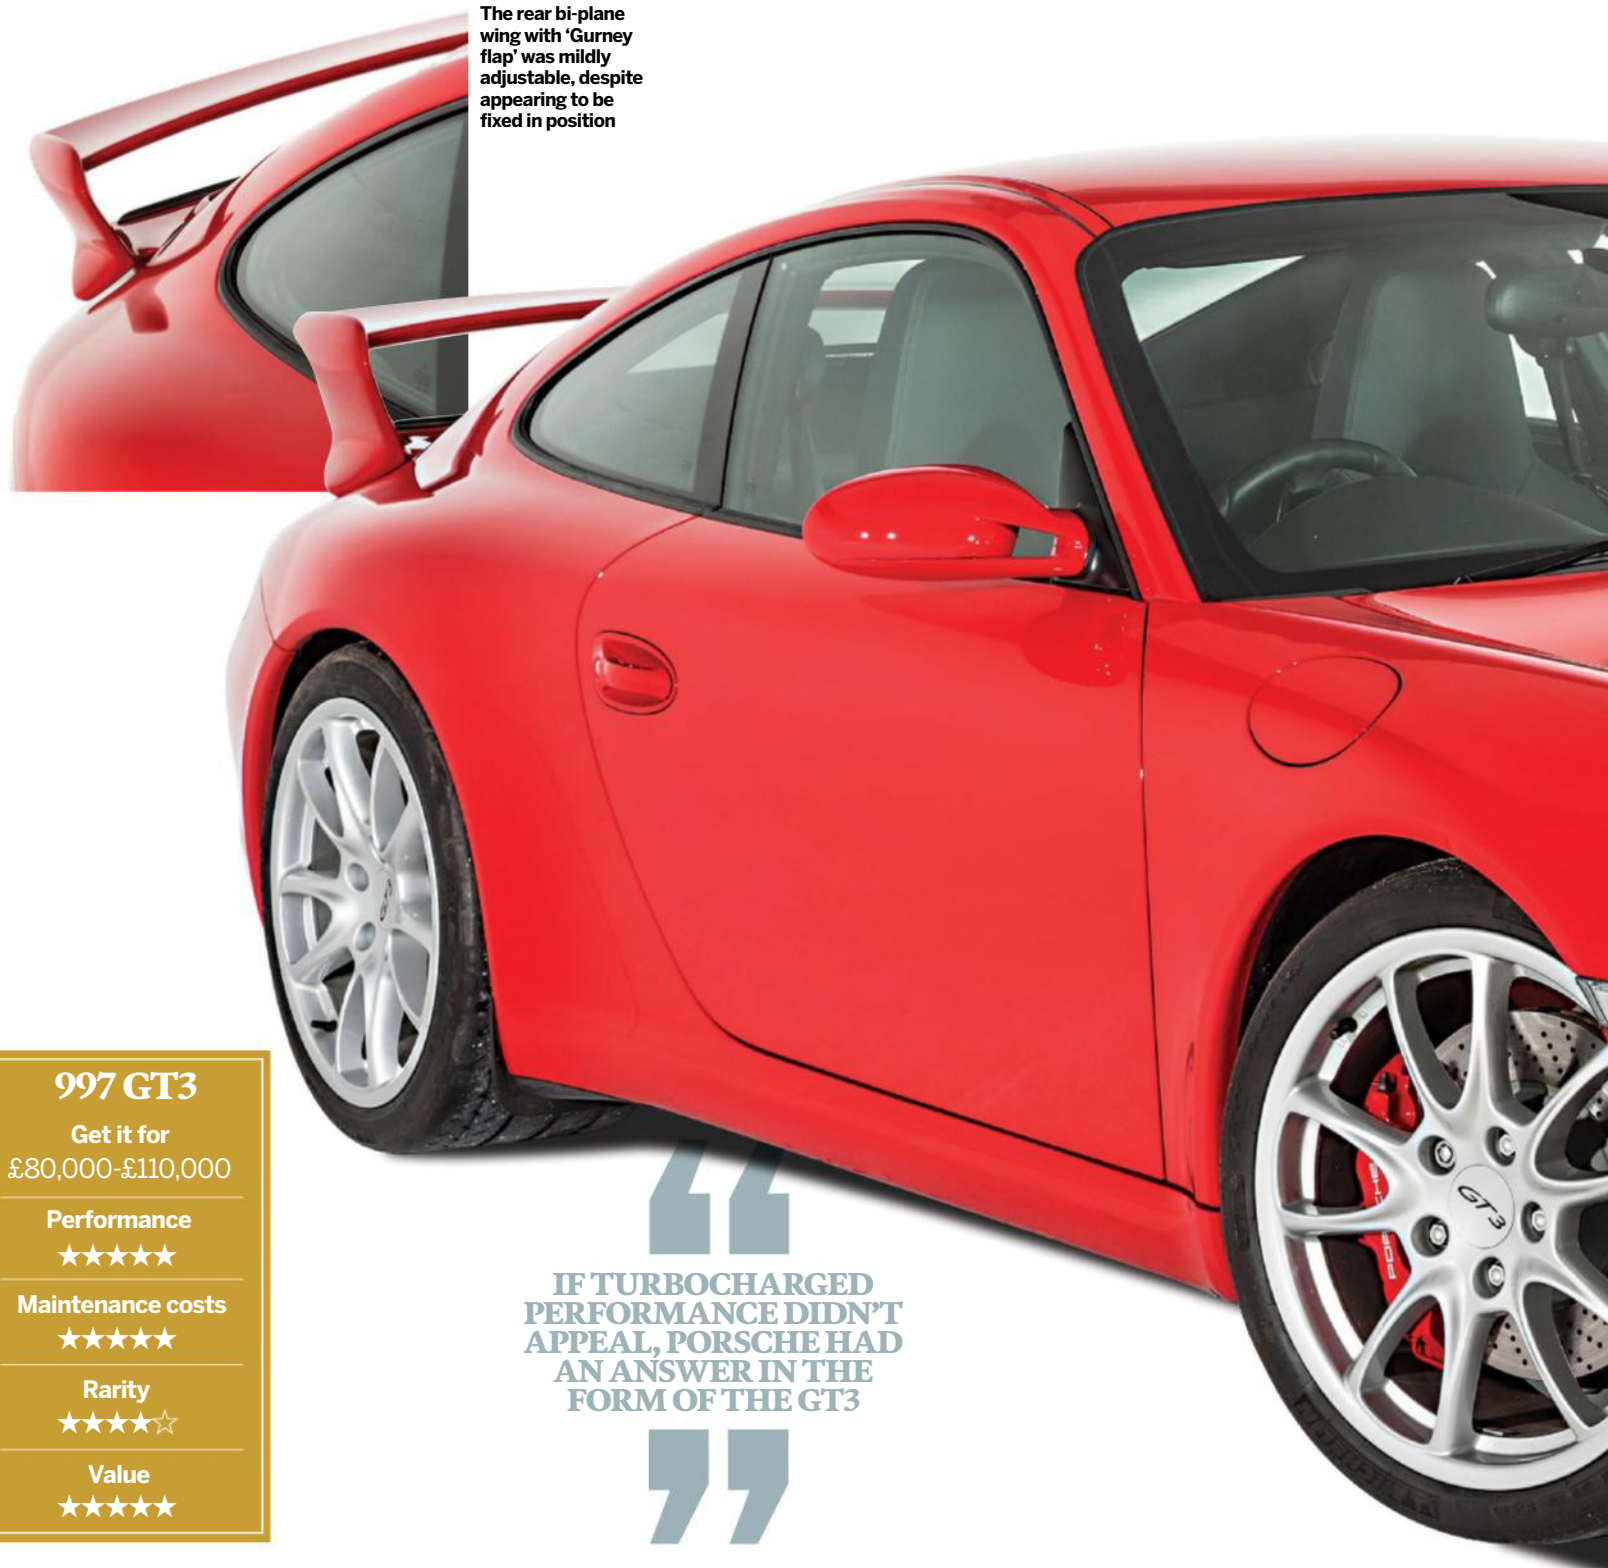 The rear bi-plane
wing with ‘Gurney
flap’ was mildly
adjustable, despite
appearing to be
fixed in position
997 GT3
Get it for
£80,000-£110,000
Performance
★★★★★
Maintenance costs
★★★★★
Rarity
★★★★☆
Value
★★★★★
“
IF TURBOCHARGED
PERFORMANCE DIDN’T
APPEAL, PORSCHE HAD
AN ANSWER IN THE
FORM OF THE GT3
”
GT3
PORSCHE